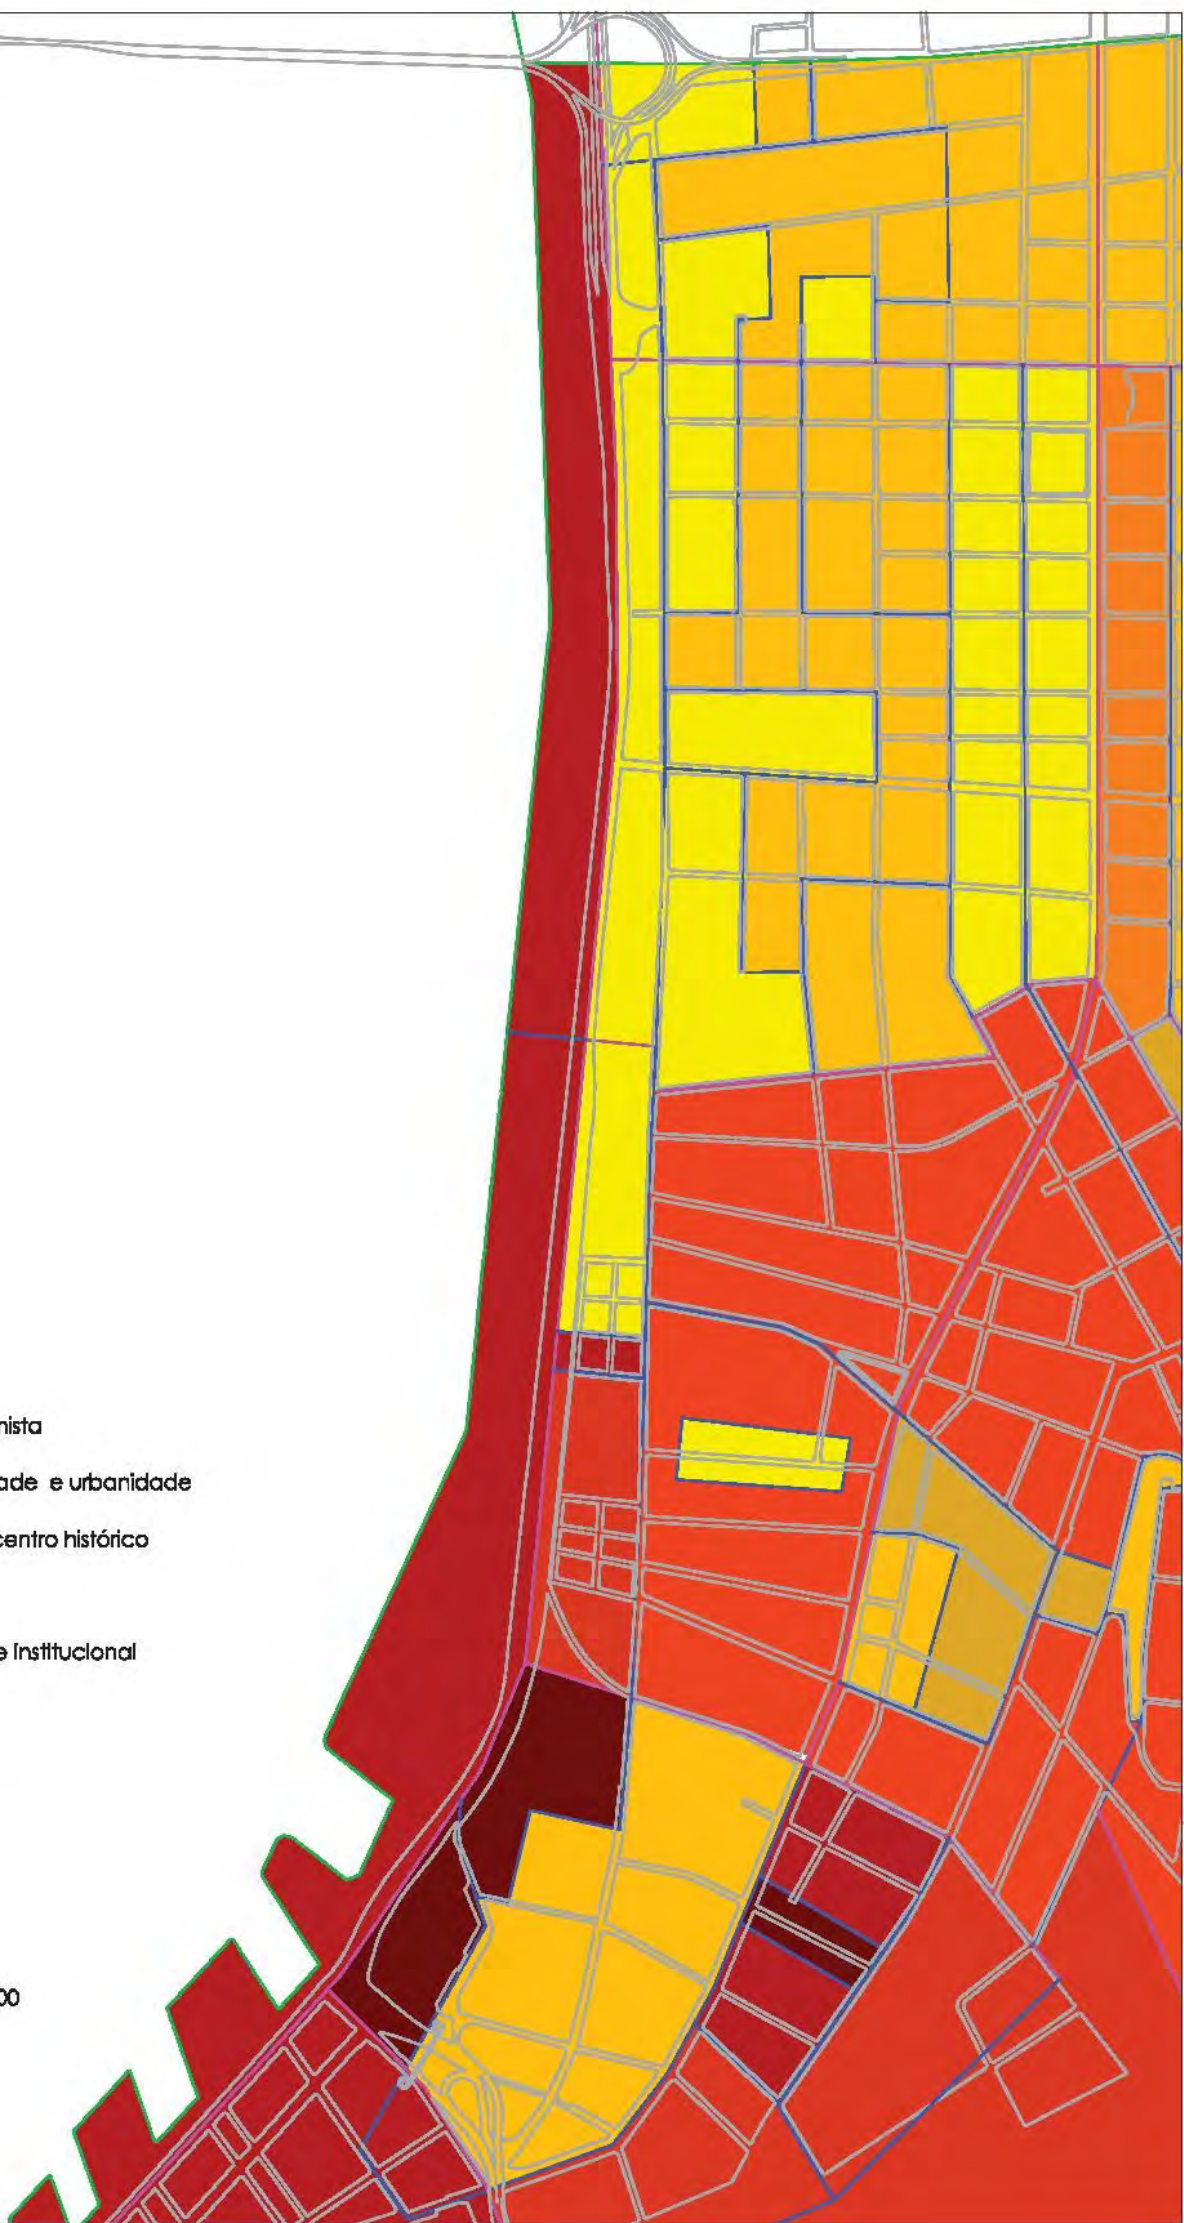 nista
ade e urbanidade
centro histórico
e institucional
00